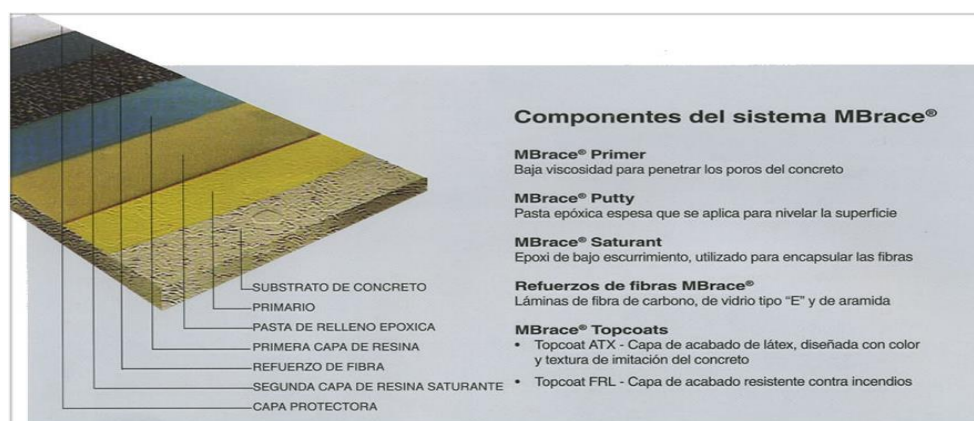 SUBSTRATO DE CONCRETO
PRIMARIO
PASTA DE RELLENO EPOXICA
PRIMERA CAPA DE RESINA
REFUERZO DE FIBRA
SEGUNDA CAPA DE RESINA SATURANTE
CAPA PROTECTORA
Componentes del sistema MBrace®
MBrace® Primer
Baja viscosidad para penetrar los poros del concreto
MBrace® Putty
Pasta epóxica espesa que se aplica para nivelar la superficie
MBrace® Saturant
Epoxi de bajo escurrimiento, utilizado para encapsular las fibras
Refuerzos de fibras MBrace®
Láminas de fibra de carbono, de vidrio tipo “E” y de aramida
MBrace® Topcoats
• Topcoat ATX - Capa de acabado de látex, diseñada con color
y textura de imitación del concreto
• Topcoat FRL - Capa de acabado resistente contra incendios